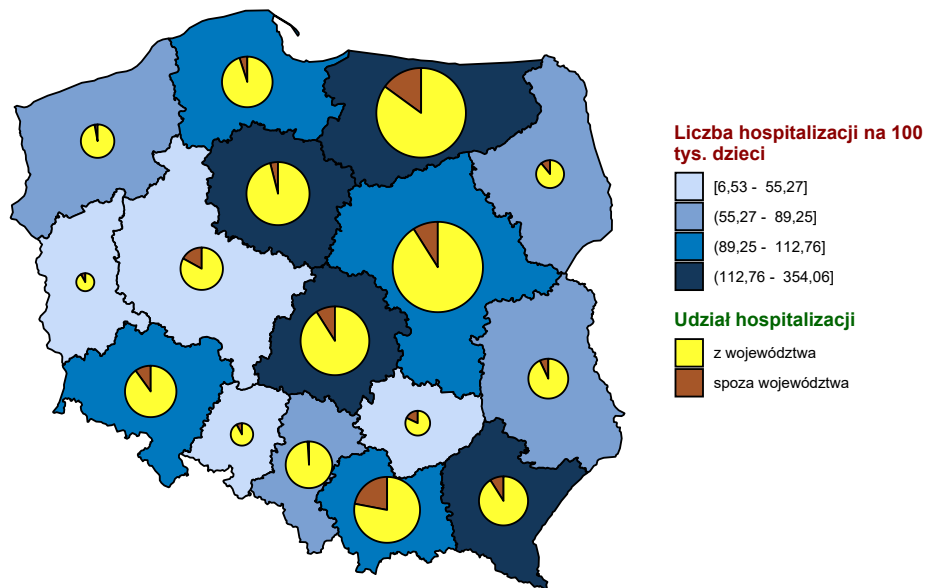 Liczba hospitalizacji na 100
tys. dzieci
[6,53 - 55,27]
(55,27 - 89,25]
(89,25 - 112,76]
(112,76 - 354,06]
Udział hospitalizacji
z województwa
spoza województwa